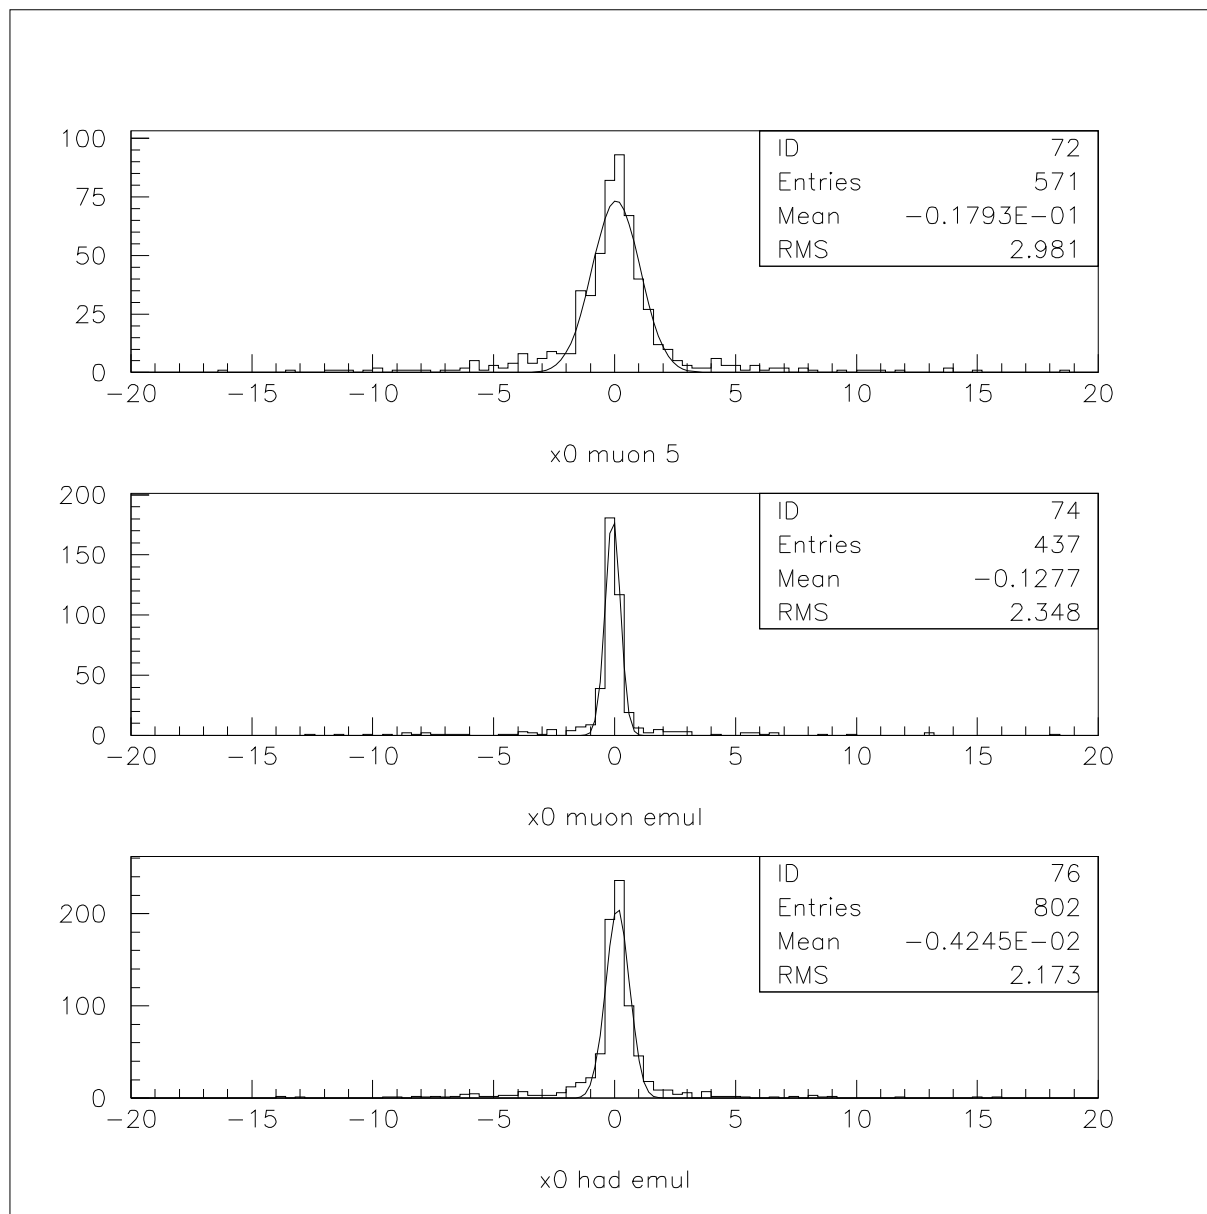 100
75
50
25
0
ID 72
Entries 571
Mean −0.1793E−01
RMS 2.981
−20 −15 −10 −5 0 5 10 15 20
x0 muon 5
200
150
100
50
0
ID 74
Entries 437
Mean −0.1277
RMS 2.348
−20 −15 −10 −5 0 5 10 15 20
x0 muon emul
200
100
0
ID 76
Entries 802
Mean −0.4245E−02
RMS 2.173
−20 −15 −10 −5 0 5 10 15 20
x0 had emul